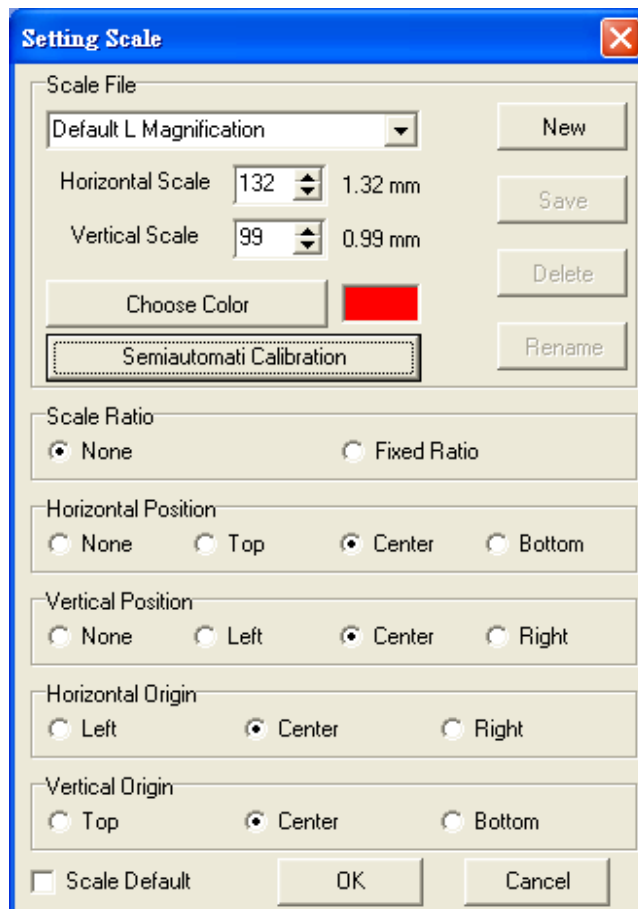 Setting Scale
Scale File
Default L Magnification
New
Horizontal Scale 132 1.32 mm
Save
Vertical Scale 99 0.99 mm
Delete
Choose Color
Semiautomati Calibration
Rename
Scale Ratio
None Fixed Ratio
Horizontal Position
None Top Center Bottom
Vertical Position
None Left Center Right
Horizontal Origin
Left Center Right
Vertical Origin
Top Center Bottom
Scale Default OK Cancel